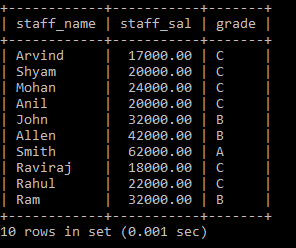 +------------+-----------+-------+
| staff_name | staff_sal | grade |
+------------+-----------+-------+
| Arvind     |  17000.00 | C     |
| Shyam      |  20000.00 | C     |
| Mohan      |  24000.00 | C     |
| Anil       |  20000.00 | C     |
| John       |  32000.00 | B     |
| Allen      |  42000.00 | B     |
| Smith      |  62000.00 | A     |
| Raviraj    |  18000.00 | C     |
| Rahul      |  22000.00 | C     |
| Ram        |  32000.00 | B     |
+------------+-----------+-------+
10 rows in set (0.001 sec)